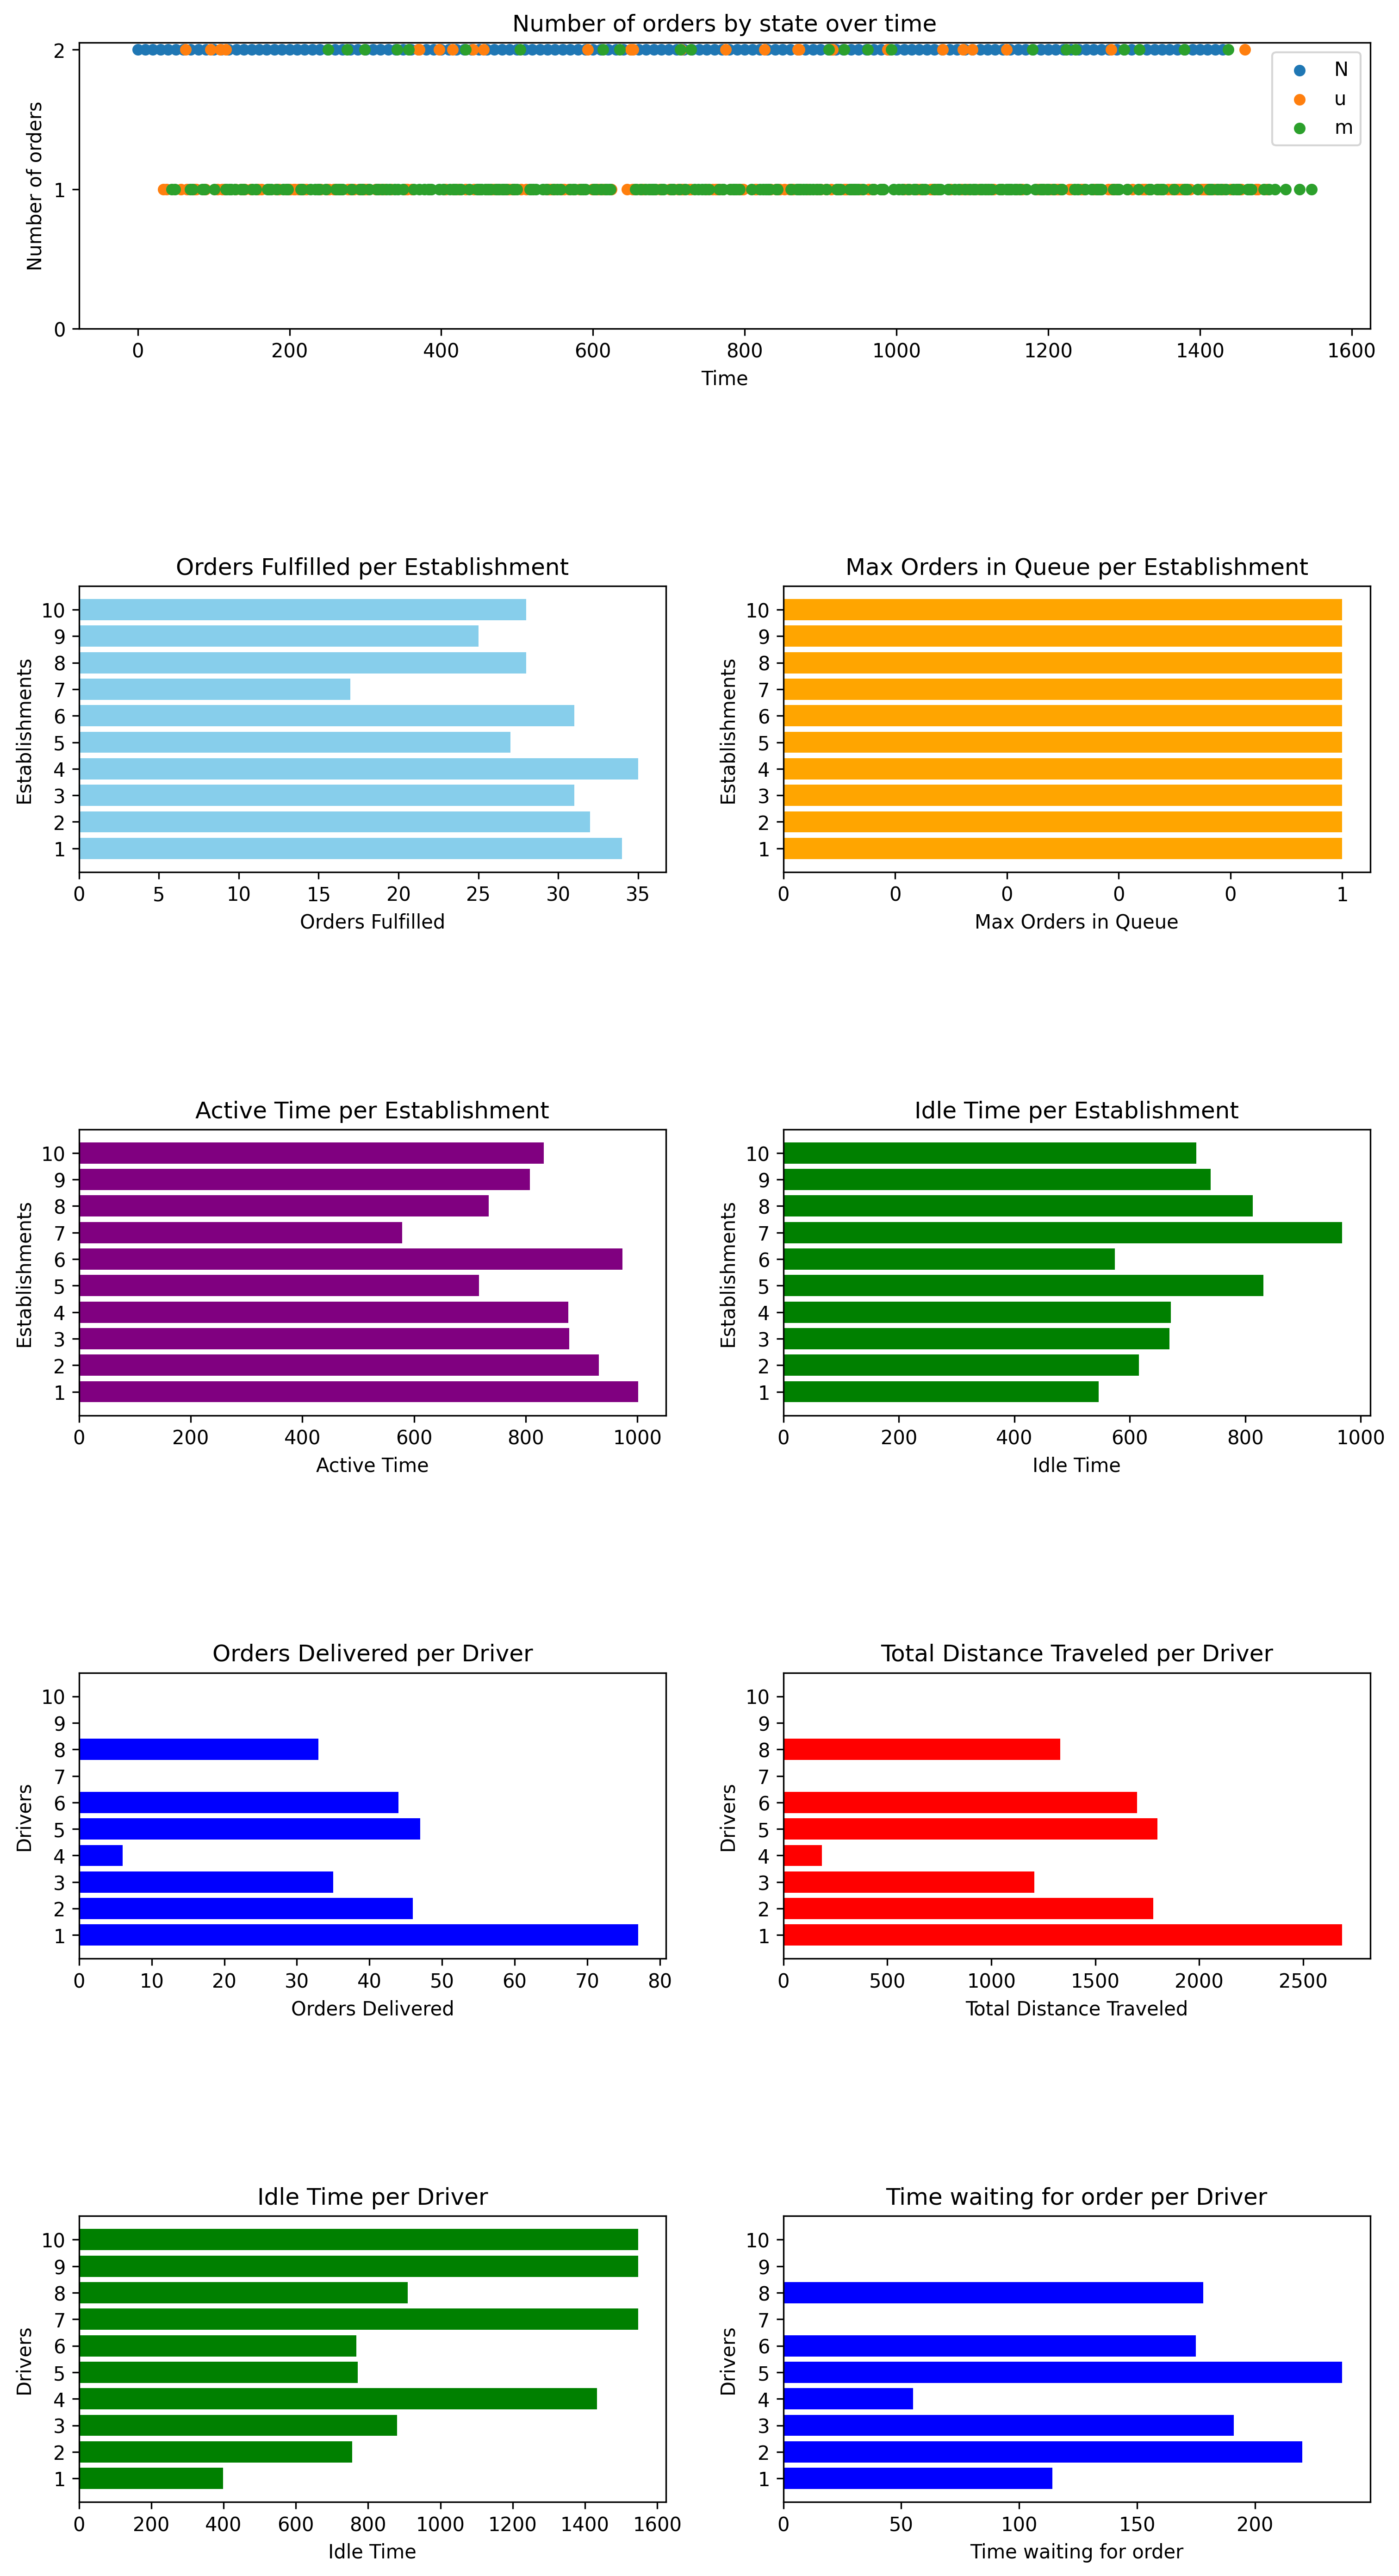 Number of orders by state over time
Number of orders
2
1
0
N
u
m
0 200 400 600 800 1000 1200 1400 1600
Time
Orders Fulfilled per Establishment
Establishments
10
9
8
7
6
5
4
3
2
1
0 5 10 15 20 25 30 35
Orders Fulfilled
Max Orders in Queue per Establishment
Establishments
10
9
8
7
6
5
4
3
2
1
0 0 0 0 0 1
Max Orders in Queue
Active Time per Establishment
Establishments
10
9
8
7
6
5
4
3
2
1
0 200 400 600 800 1000
Active Time
Idle Time per Establishment
Establishments
10
9
8
7
6
5
4
3
2
1
0 200 400 600 800 1000
Idle Time
Orders Delivered per Driver
Drivers
10
9
8
7
6
5
4
3
2
1
0 10 20 30 40 50 60 70 80
Orders Delivered
Total Distance Traveled per Driver
Drivers
10
9
8
7
6
5
4
3
2
1
0 500 1000 1500 2000 2500
Total Distance Traveled
Idle Time per Driver
Drivers
10
9
8
7
6
5
4
3
2
1
0 200 400 600 800 1000 1200 1400 1600
Idle Time
Time waiting for order per Driver
Drivers
10
9
8
7
6
5
4
3
2
1
0 50 100 150 200
Time waiting for order